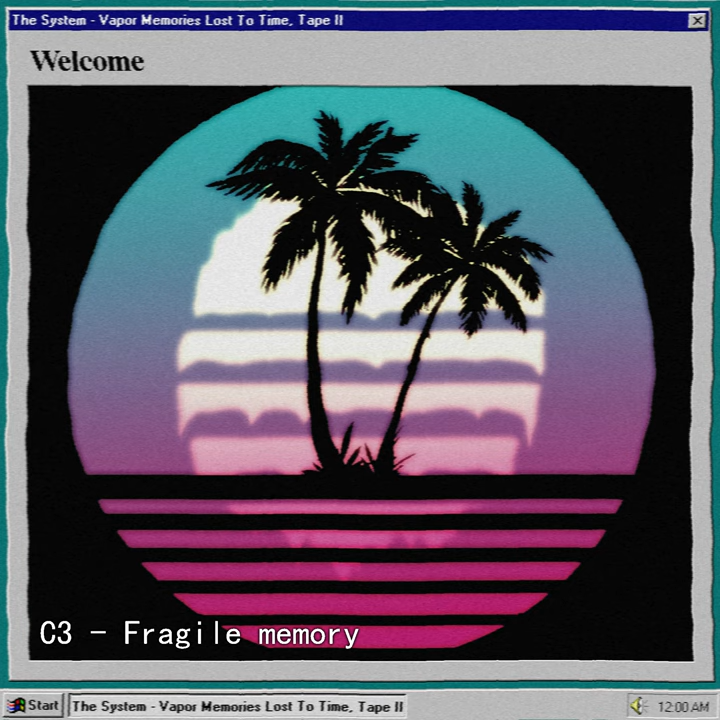 The System - Vapor Memories Lost To Time, Tape II
Welcome
C3 - Fragile memory
Start
The System - Vapor Memories Lost To Time, Tape II
12:00 AM